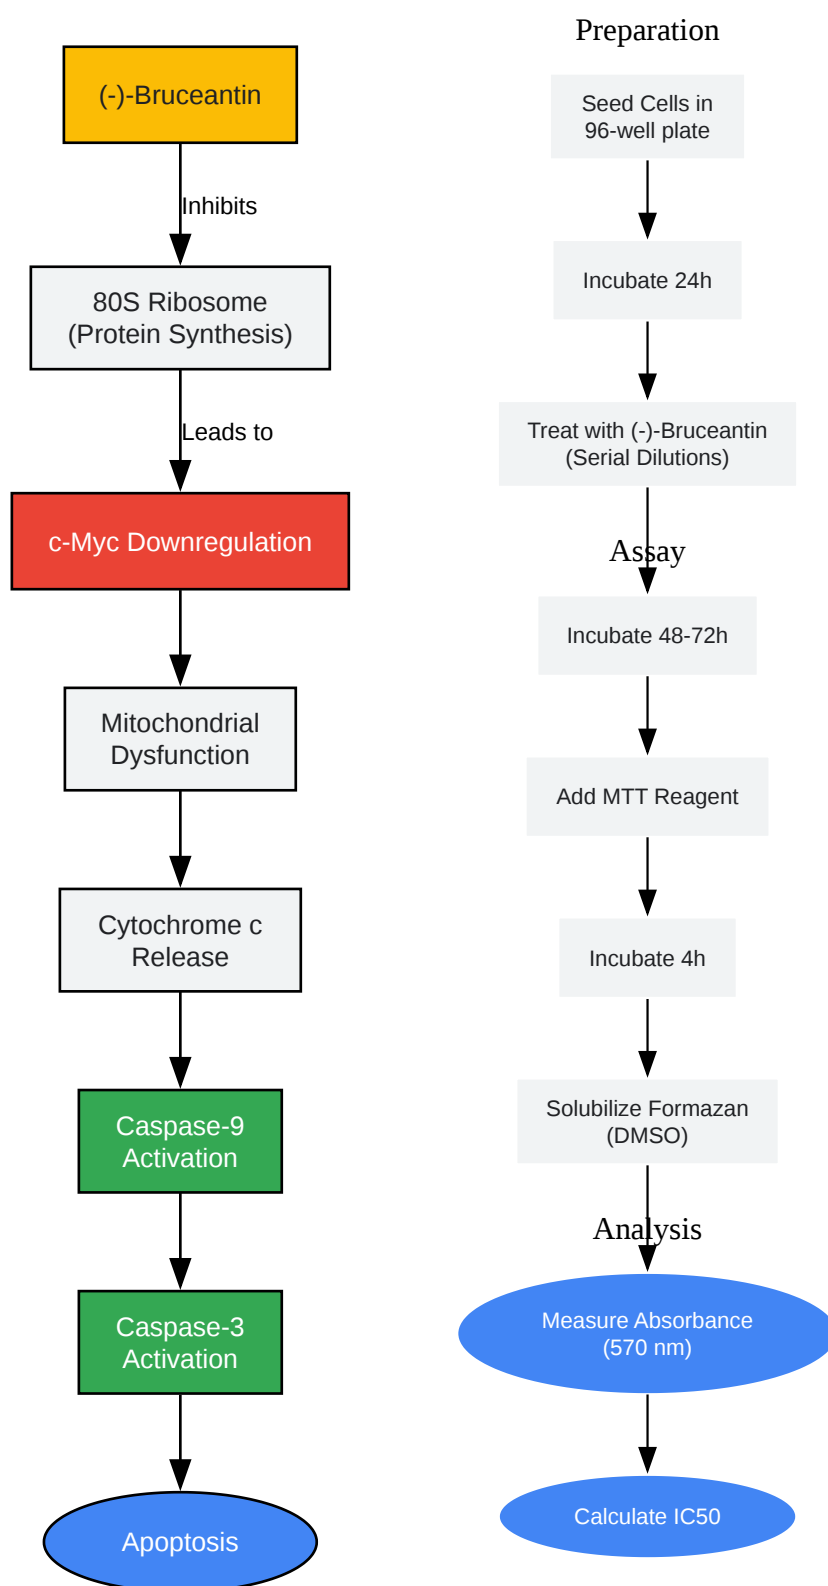 (-)-Bruceantin
Inhibits
80S Ribosome
(Protein Synthesis)
Leads to
c-Myc Downregulation
Mitochondrial
Dysfunction
Cytochrome c
Release
Caspase-9
Activation
Caspase-3
Activation
Apoptosis
Preparation
Seed Cells in
96-well plate
Incubate 24h
Treat with (-)-Bruceantin
(Serial Dilutions)
Assay
Incubate 48-72h
Add MTT Reagent
Incubate 4h
Solubilize Formazan
(DMSO)
Analysis
Measure Absorbance
(570 nm)
Calculate IC50